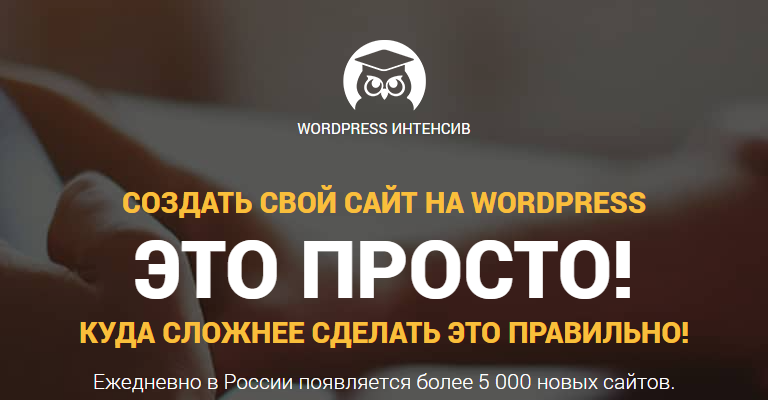 WORDPRESS ИНТЕНСИВ
СОЗДАТЬ СВОЙ САЙТ НА WORDPRESS
ЭТО ПРОСТО!
КУДА СЛОЖНЕЕ СДЕЛАТЬ ЭТО ПРАВИЛЬНО!
Ежедневно в России появляется более 5 000 новых сайтов.